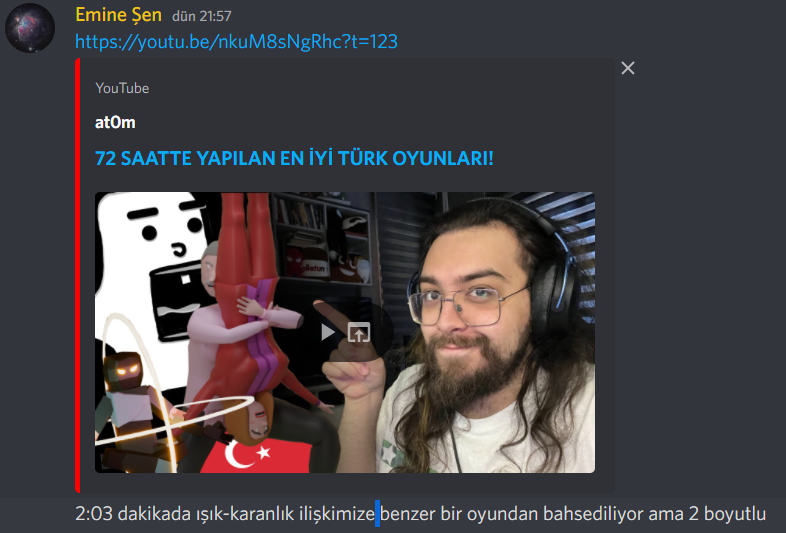 Emine Şen dün 21:57
https://youtu.be/nkuM8sNgRhc?t=123
YouTube
at0m
72 SAATTE YAPILAN EN İYİ TÜRK OYUNLARI!
2:03 dakikada ışık-karanlık ilişkimize benzer bir oyundan bahsediliyor ama 2 boyutlu